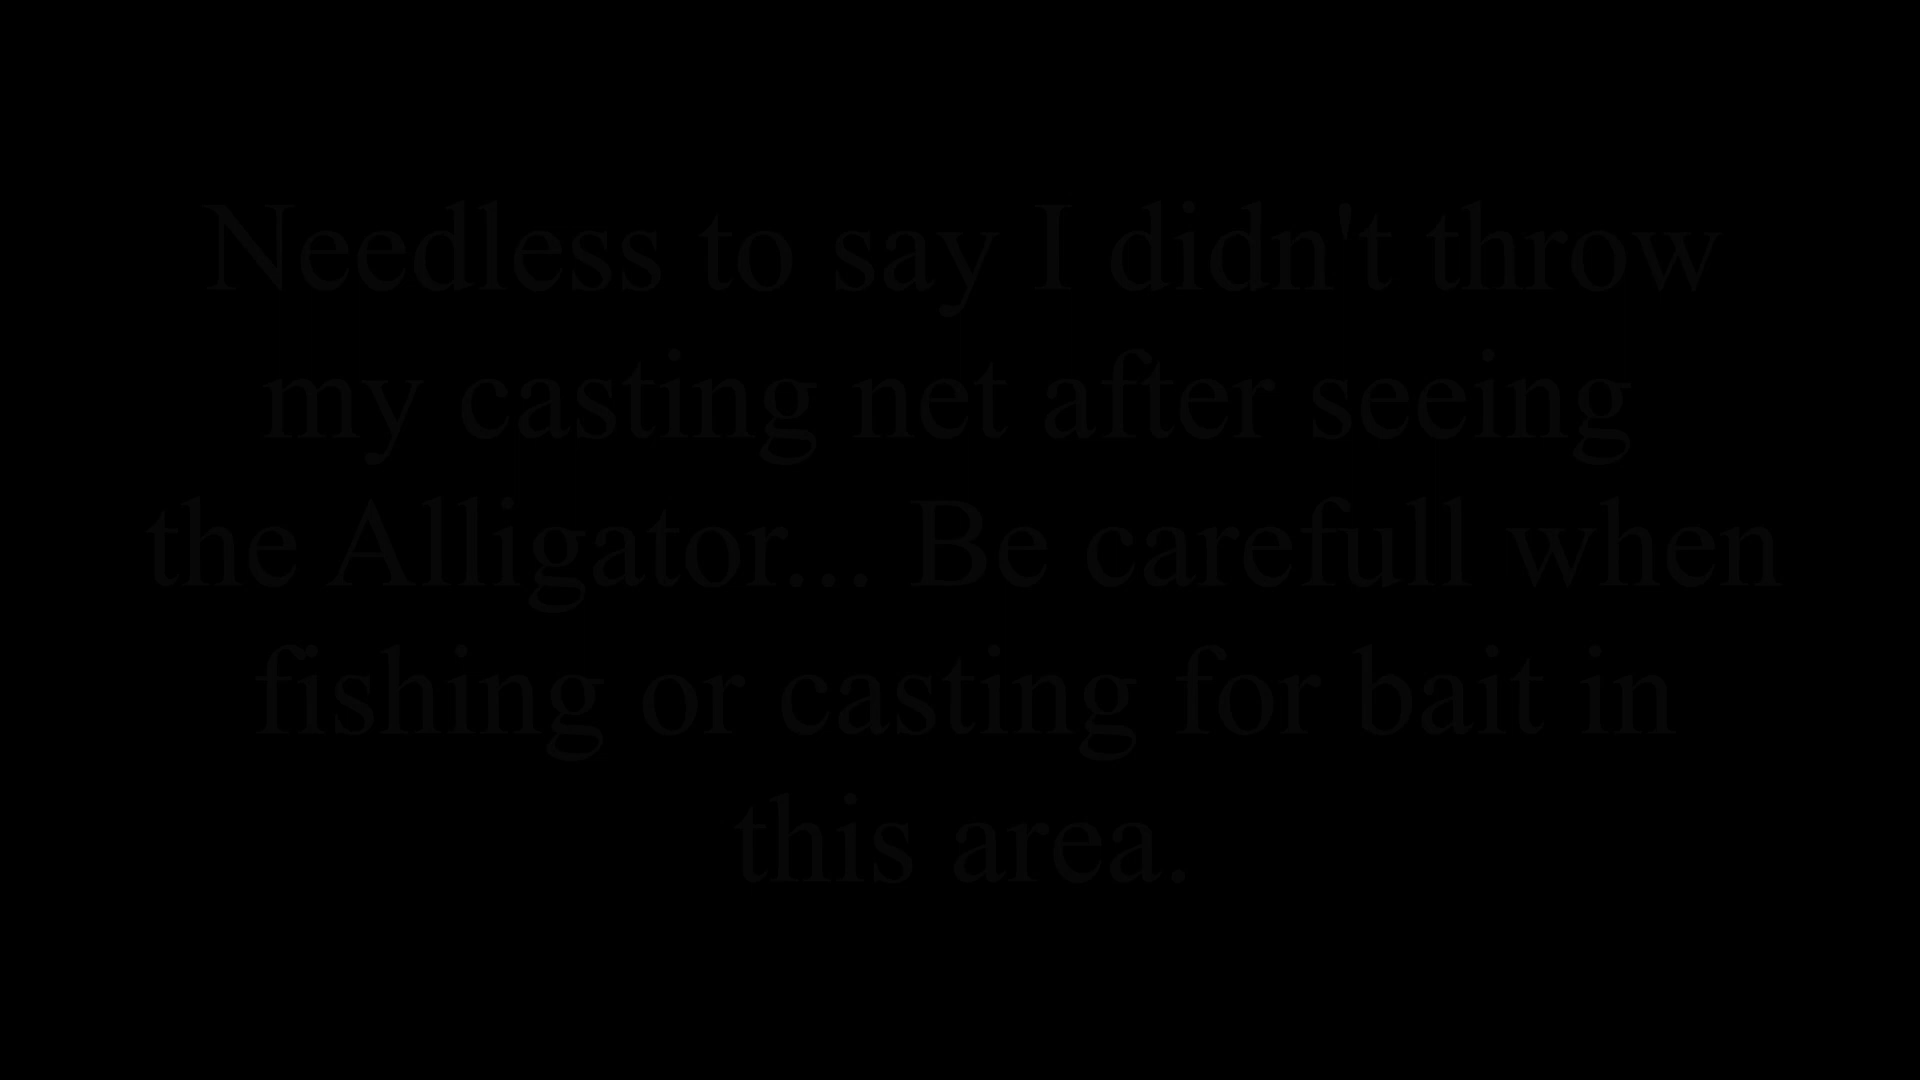 Needless to say I didn't throw
my casting net after seeing
the Alligator... Be carefull when
fishing or casting for bait in
this area.